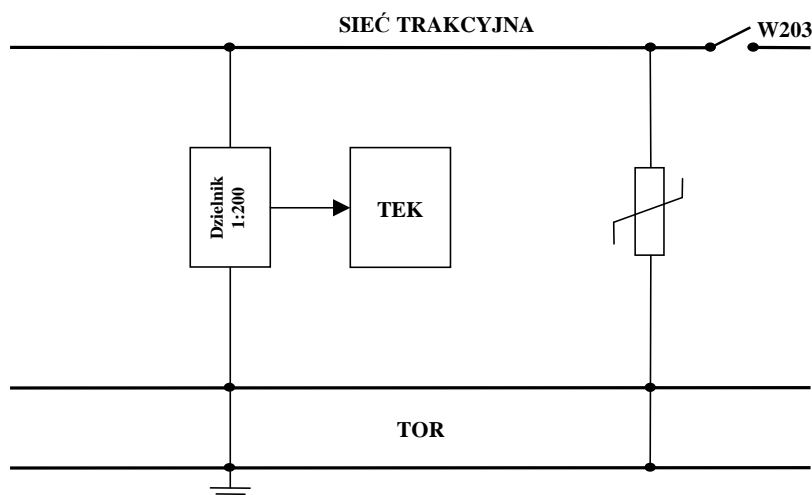 SIEĆ TRAKCYJNA
W203
Dzielnik
1:200
TEK
TOR